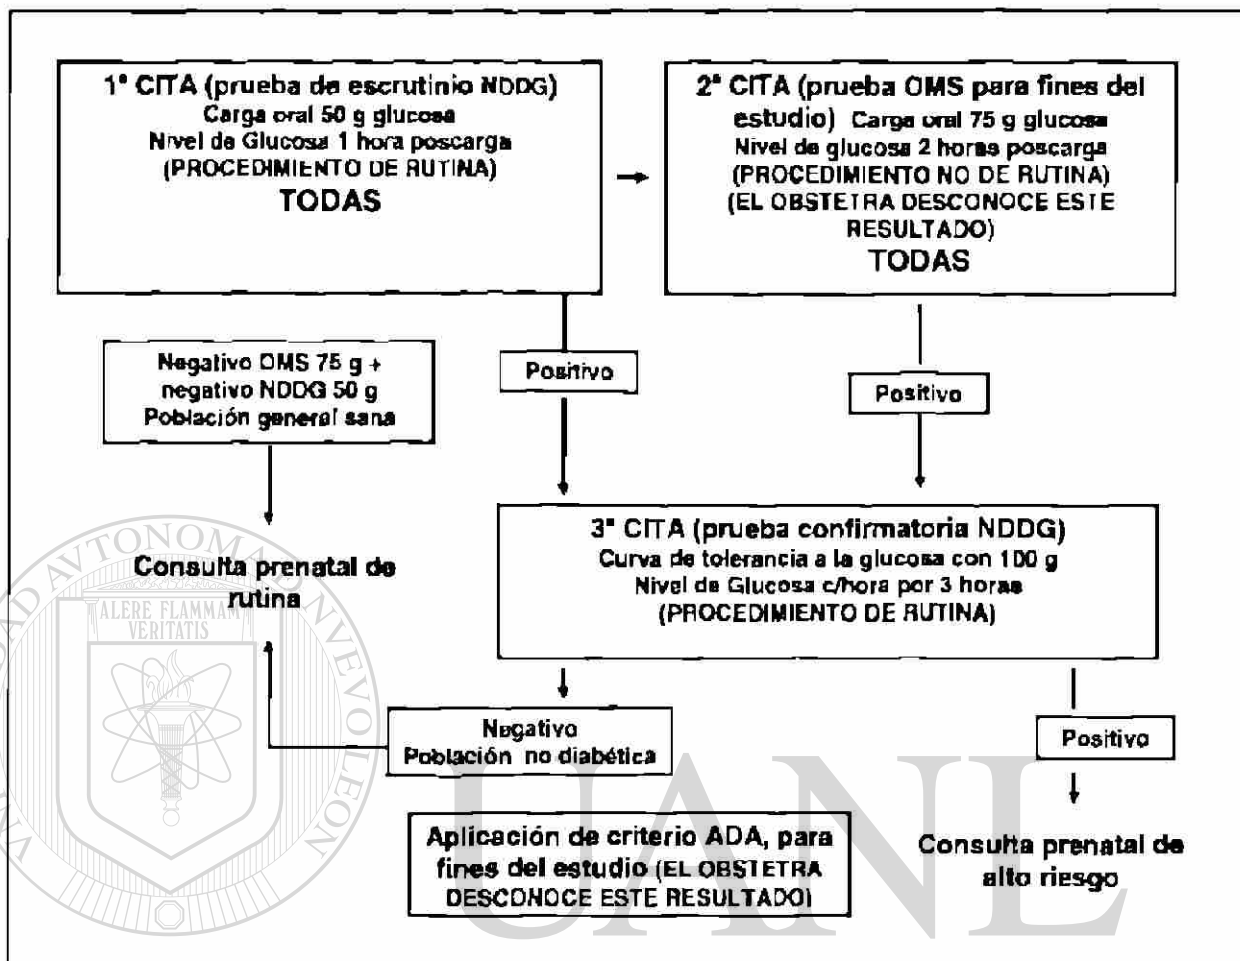 1ª CITA (prueba de escrutinio NDDG)
Carga oral 50 g glucosa
Nivel de Glucosa 1 hora poscarga
(PROCEDIMIENTO DE RUTINA)
TODAS
2ª CITA (prueba OMS para fines del
estudio) Carga oral 75 g glucosa
Nivel de glucosa 2 horas poscarga
(PROCEDIMIENTO NO DE RUTINA)
(EL OBSTETRA DESCONOCE ESTE
RESULTADO)
TODAS
Negativo OMS 75 g +
negativo NDDG 50 g
Población general sana
Positivo
Positivo
3ª CITA (prueba confirmatoria NDDG)
Curva de tolerancia a la glucosa con 100 g
Nivel de Glucosa c/hora por 3 horas
(PROCEDIMIENTO DE RUTINA)
Consulta prenatal de
rutina
Negativo
Población no diabética
Positivo
Aplicación de criterio ADA, para
fines del estudio (EL OBSTETRA
DESCONOCE ESTE RESULTADO)
Consulta prenatal de
alto riesgo
ALERE FLAMMAM
VERITATIS
UANL